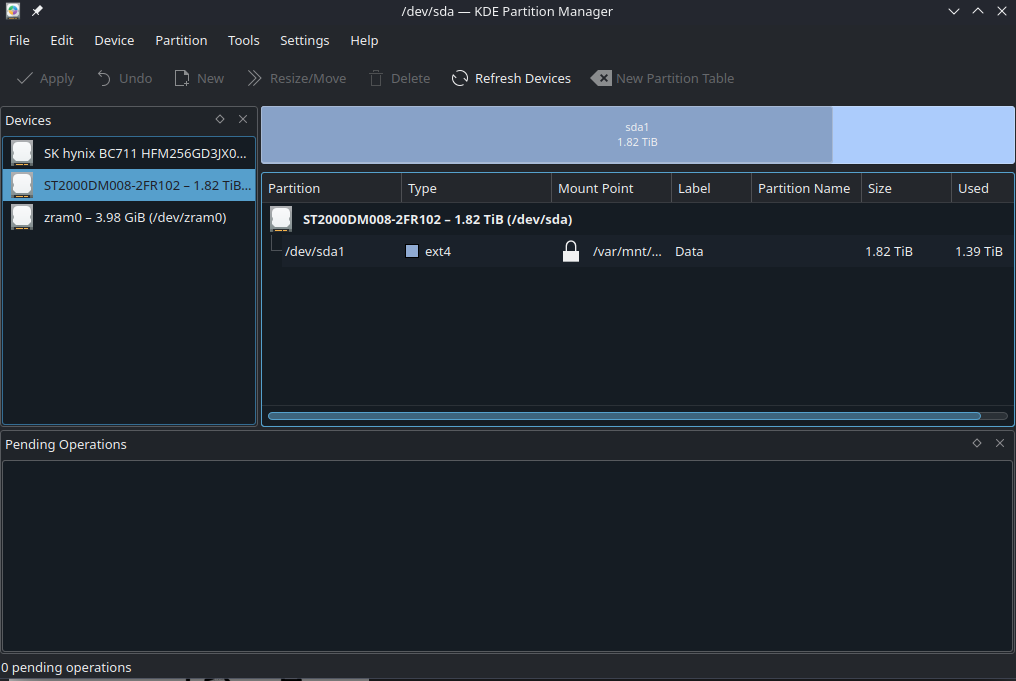 /dev/sda — KDE Partition Manager
File Edit Device Partition Tools Settings Help
Apply Undo New Resize/Move Delete Refresh Devices New Partition Table
Devices
SK hynix BC711 HFM256GD3JX0...
ST2000DM008-2FR102 – 1.82 TiB...
zram0 – 3.98 GiB (/dev/zram0)
sda1
1.82 TiB
Partition Type Mount Point Label Partition Name Size Used
ST2000DM008-2FR102 – 1.82 TiB (/dev/sda)
/dev/sda1 ext4 /var/mnt/... Data 1.82 TiB 1.39 TiB
Pending Operations
0 pending operations